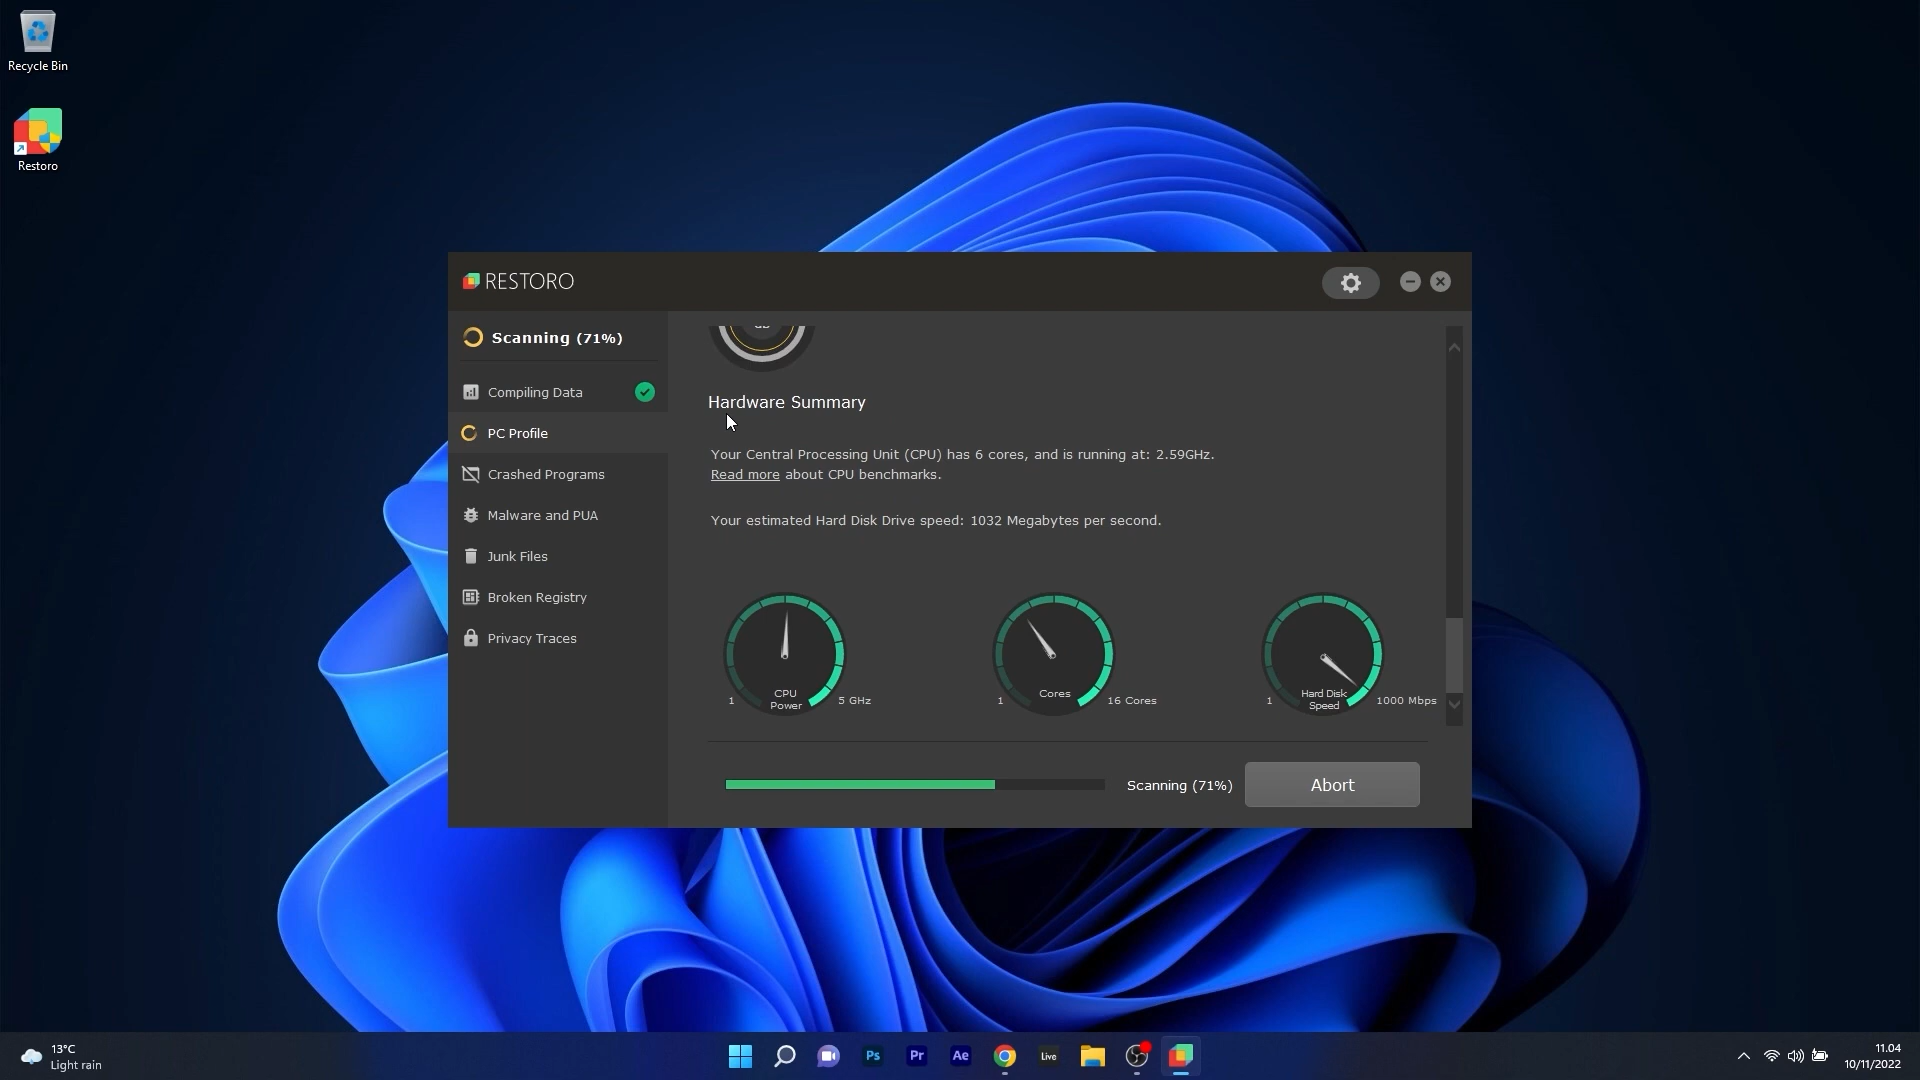 Recycle Bin
Restoro
RESTORO
Scanning (71%)
Compiling Data
PC Profile
Crashed Programs
Malware and PUA
Junk Files
Broken Registry
Privacy Traces
Hardware Summary
Your Central Processing Unit (CPU) has 6 cores, and is running at: 2.59GHz.
Read more about CPU benchmarks.
Your estimated Hard Disk Drive speed: 1032 Megabytes per second.
1 CPU Power 5 GHz
1 Cores 16 Cores
1 Hard Disk Speed 1000 Mbps
Scanning (71%)
Abort
13°C
Light rain
Ps
Pr
Ae
Live
11.04
10/11/2022